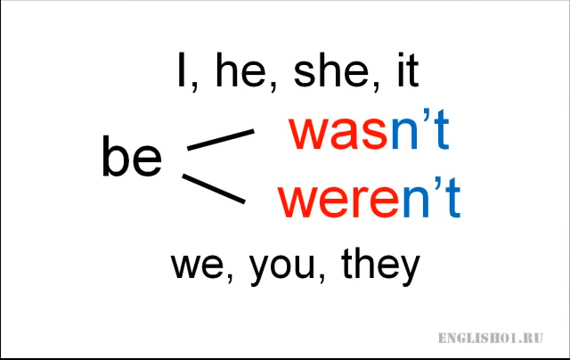 I, he, she, it
be
wasn't
weren't
we, you, they
ENGLISH01.RU